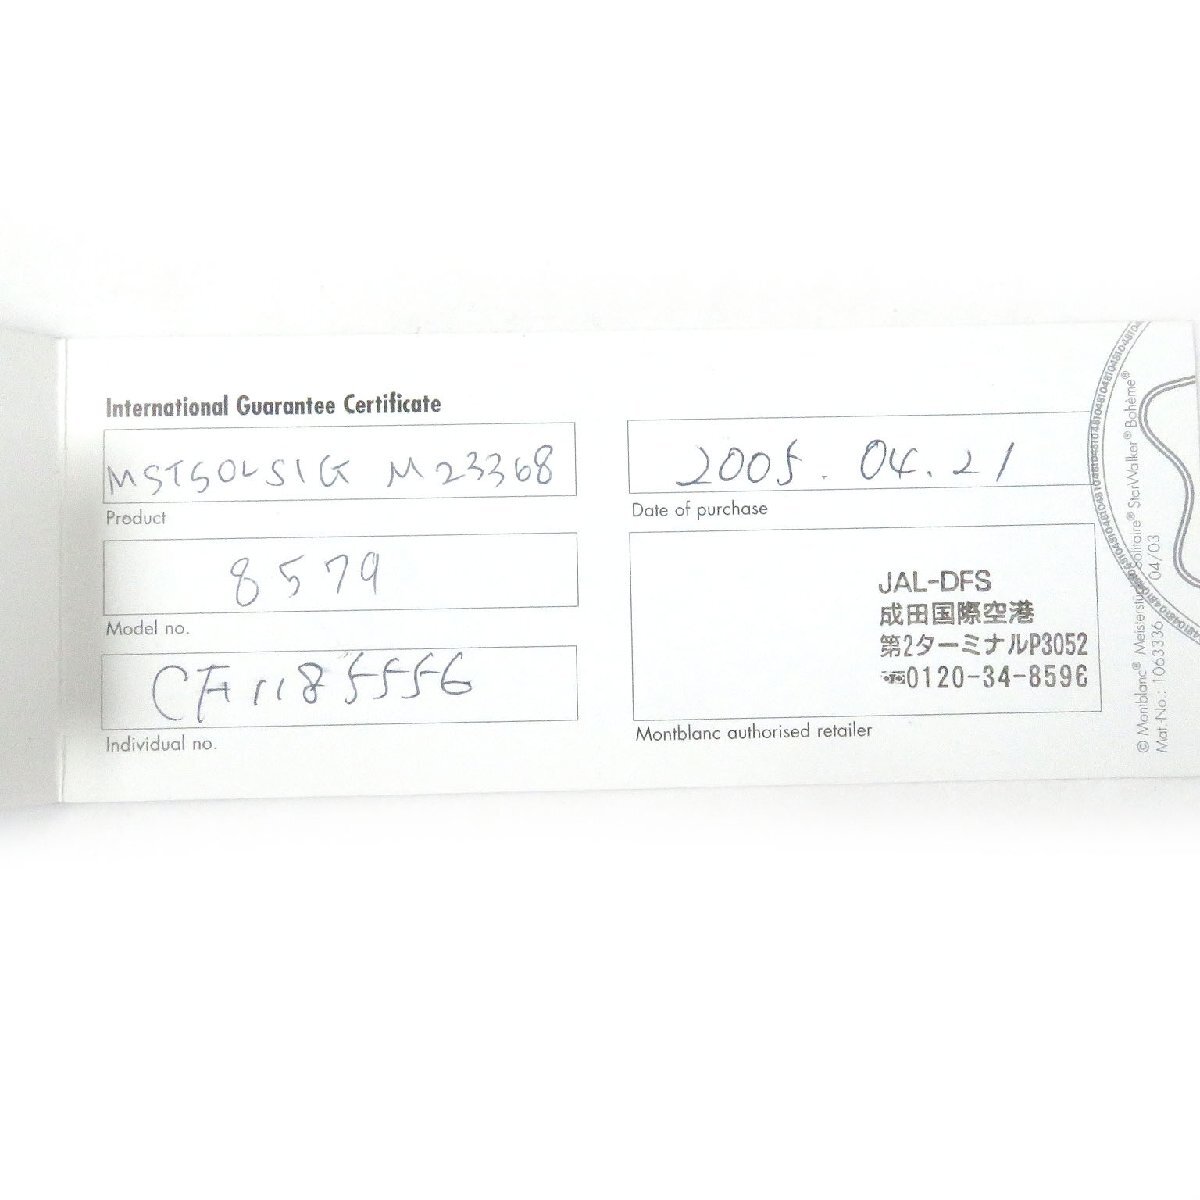 International Guarantee Certificate
MSTSOLSIG M23368
Product
8579
Model no.
Individual no.
2005. 04. 21
Date of purchase
JAL-DFS
成田国際空港
第2ターミナルP3052
0120-34-8596
Montblanc authorised retailer
© Montblanc® Meisterstück® Solitaire® StarWalker® Bohème®
Mat.-No.: 1063336 04/03